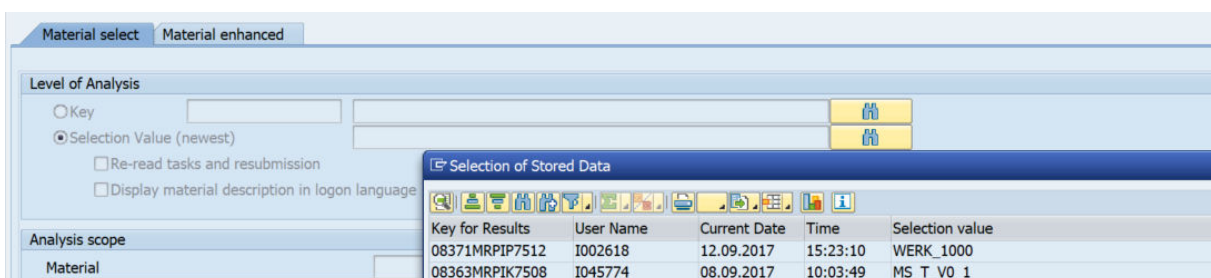 Material select Material enhanced
Level of Analysis
Key
Selection Value (newest)
Re-read tasks and resubmission
Display material description in logon language
Selection of Stored Data
Key for Results User Name Current Date Time Selection value
08371MRPIP7512 I002618 12.09.2017 15:23:10 WERK_1000
Analysis scope
Material
08363MRPIK7508 I045774 08.09.2017 10:03:49 MS_T_V0_1